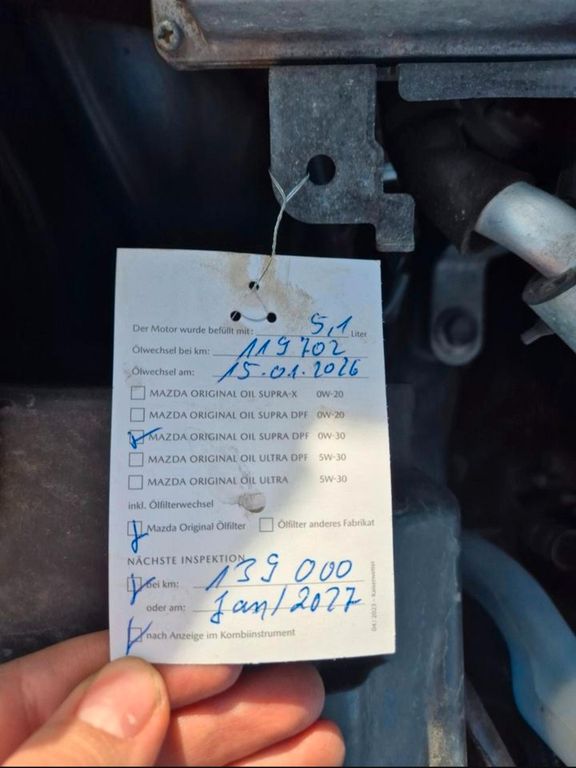 Der Motor wurde befüllt mit: 5,1 Liter
Ölwechsel bei km: 119702
Ölwechsel am: 15.01.2026
MAZDA ORIGINAL OIL SUPRA-X 0W-20
MAZDA ORIGINAL OIL SUPRA DPF 0W-20
MAZDA ORIGINAL OIL SUPRA DPF 0W-30
MAZDA ORIGINAL OIL ULTRA DPF 5W-30
MAZDA ORIGINAL OIL ULTRA 5W-30
inkl. Ölfilterwechsel
Mazda Original Ölfilter Ölfilter anderes Fabrikat
NÄCHSTE INSPEKTION
bei km: 139 000
oder am: Jan/2027
nach Anzeige im Kombiinstrument
04 / 2023 -